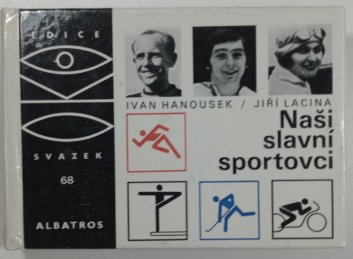 EDICE
IVAN HANOUSEK / JIŘÍ LACINA
Naši
slavní
sportovci
SVAZEK
68
ALBATROS